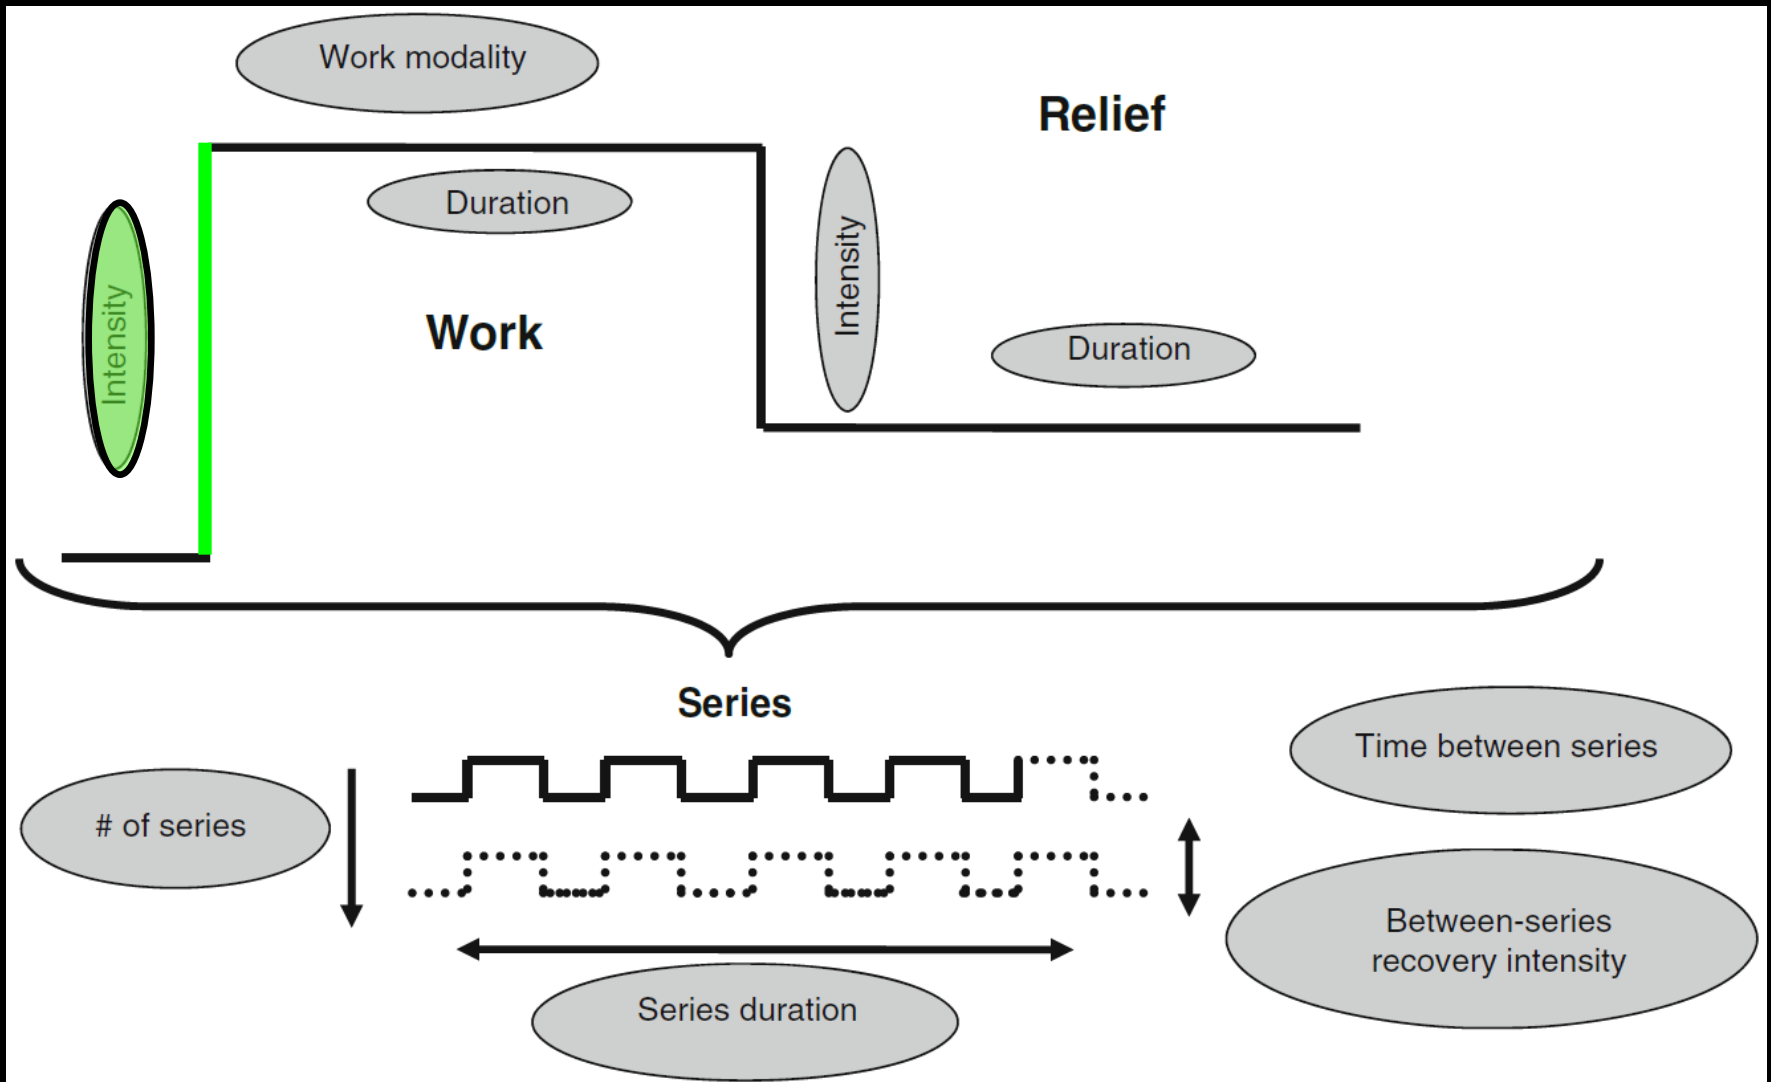 Work modality
Relief
Duration
Intensity
Intensity
Work
Duration
Series
Time between series
# of series
Between-series
recovery intensity
Series duration